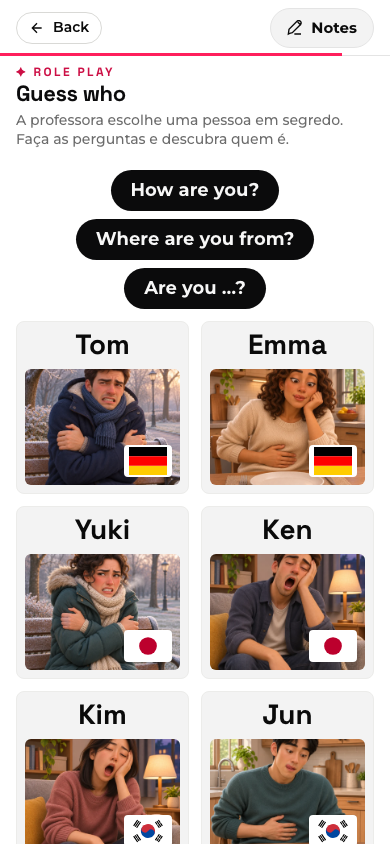 Back
Notes
ROLE PLAY
Guess who
A professora escolhe uma pessoa em segredo.
Faça as perguntas e descubra quem é.
How are you?
Where are you from?
Are you ...?
Tom
Emma
Yuki
Ken
Kim
Jun